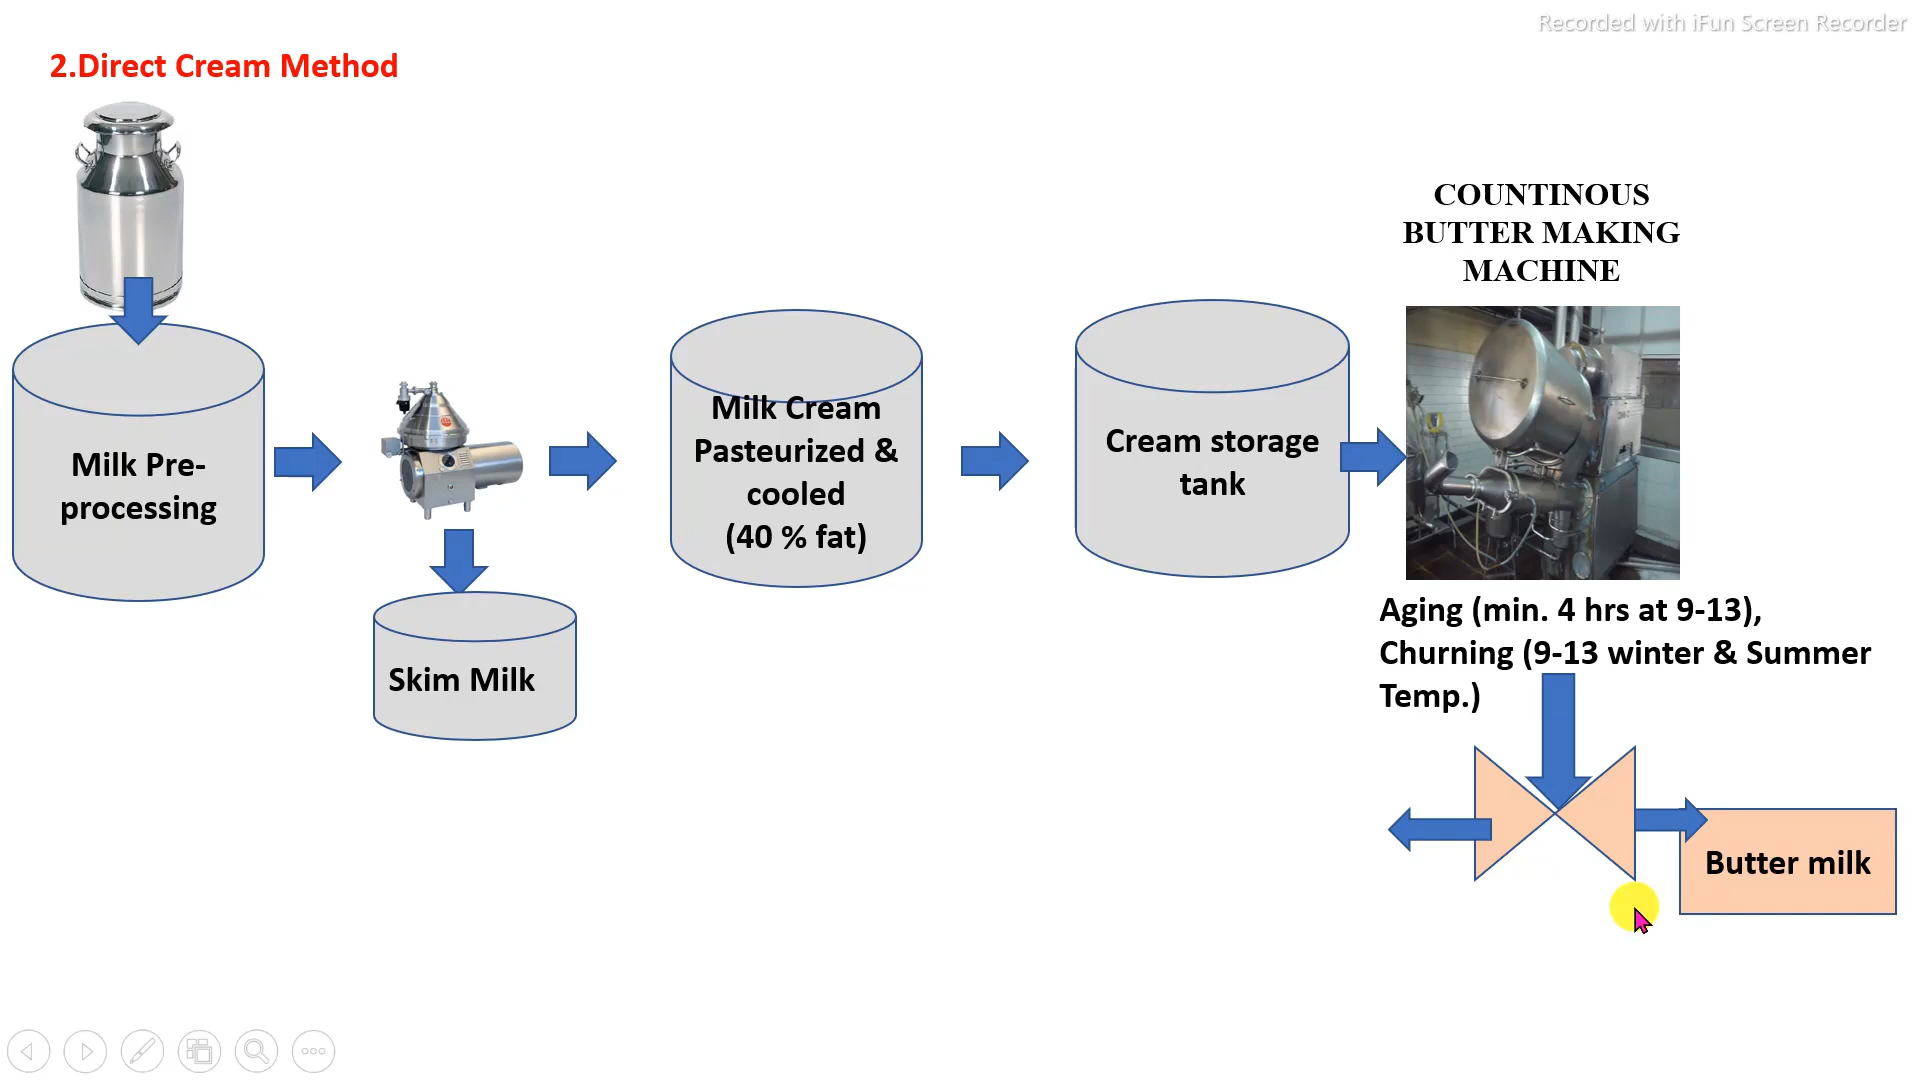 Recorded with iFun Screen Recorder
2.Direct Cream Method
COUNTINOUS
BUTTER MAKING
MACHINE
Milk Pre-
processing
Milk Cream
Pasteurized &
cooled
(40 % fat)
Cream storage
tank
Skim Milk
Aging (min. 4 hrs at 9-13),
Churning (9-13 winter & Summer
Temp.)
Butter milk